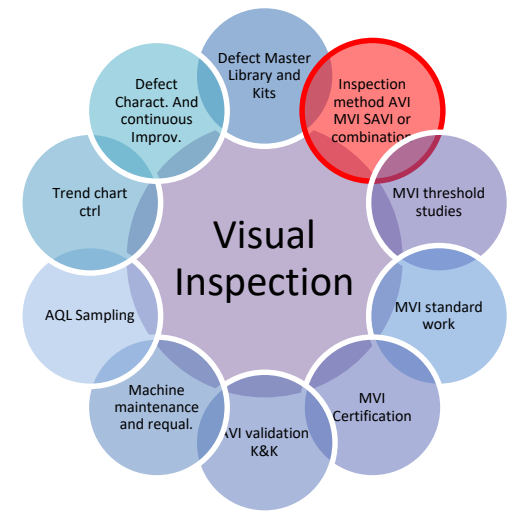 Defect Master
Library and
Kits
Inspection
method AVI
MVI SAVI or
combination
MVI threshold
studies
MVI standard
work
MVI
Certification
AVI validation
K&K
Machine
maintenance
and requal.
AQL Sampling
Trend chart
ctrl
Defect
Charact. And
continuous
Improv.
Visual
Inspection